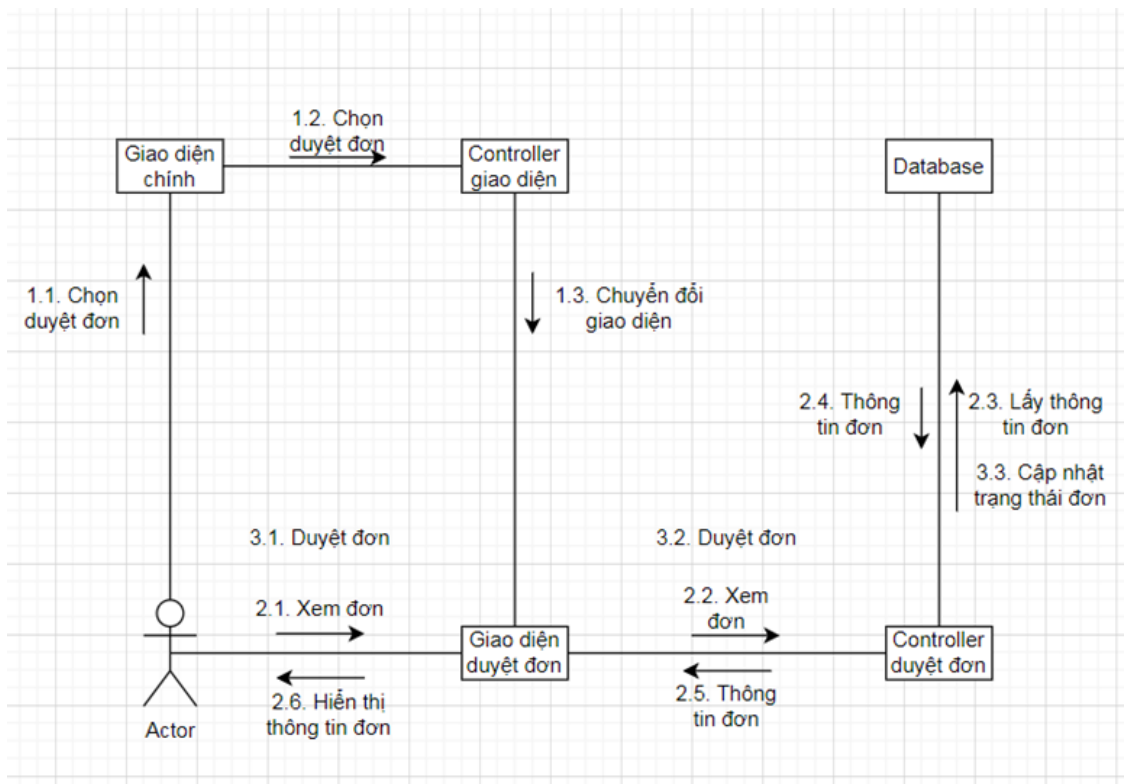 1.2. Chọn
duyệt đơn
Giao diện
chính
Controller
giao diện
Database
1.1. Chọn
duyệt đơn
1.3. Chuyển đổi
giao diện
2.4. Thông
tin đơn
2.3. Lấy thông
tin đơn
3.3. Cập nhật
trạng thái đơn
3.1. Duyệt đơn
3.2. Duyệt đơn
2.1. Xem đơn
2.2. Xem
đơn
Giao diện
duyệt đơn
Controller
duyệt đơn
2.6. Hiển thị
thông tin đơn
2.5. Thông
tin đơn
Actor